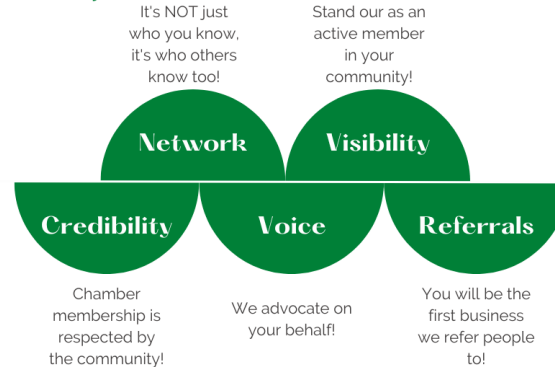 It's NOT just
who you know,
it's who others
know too!
Stand our as an
active member
in your
community!
Network
Visibility
Credibility
Voice
Referrals
Chamber
membership is
respected by
the community!
We advocate on
your behalf!
You will be the
first business
we refer people
to!